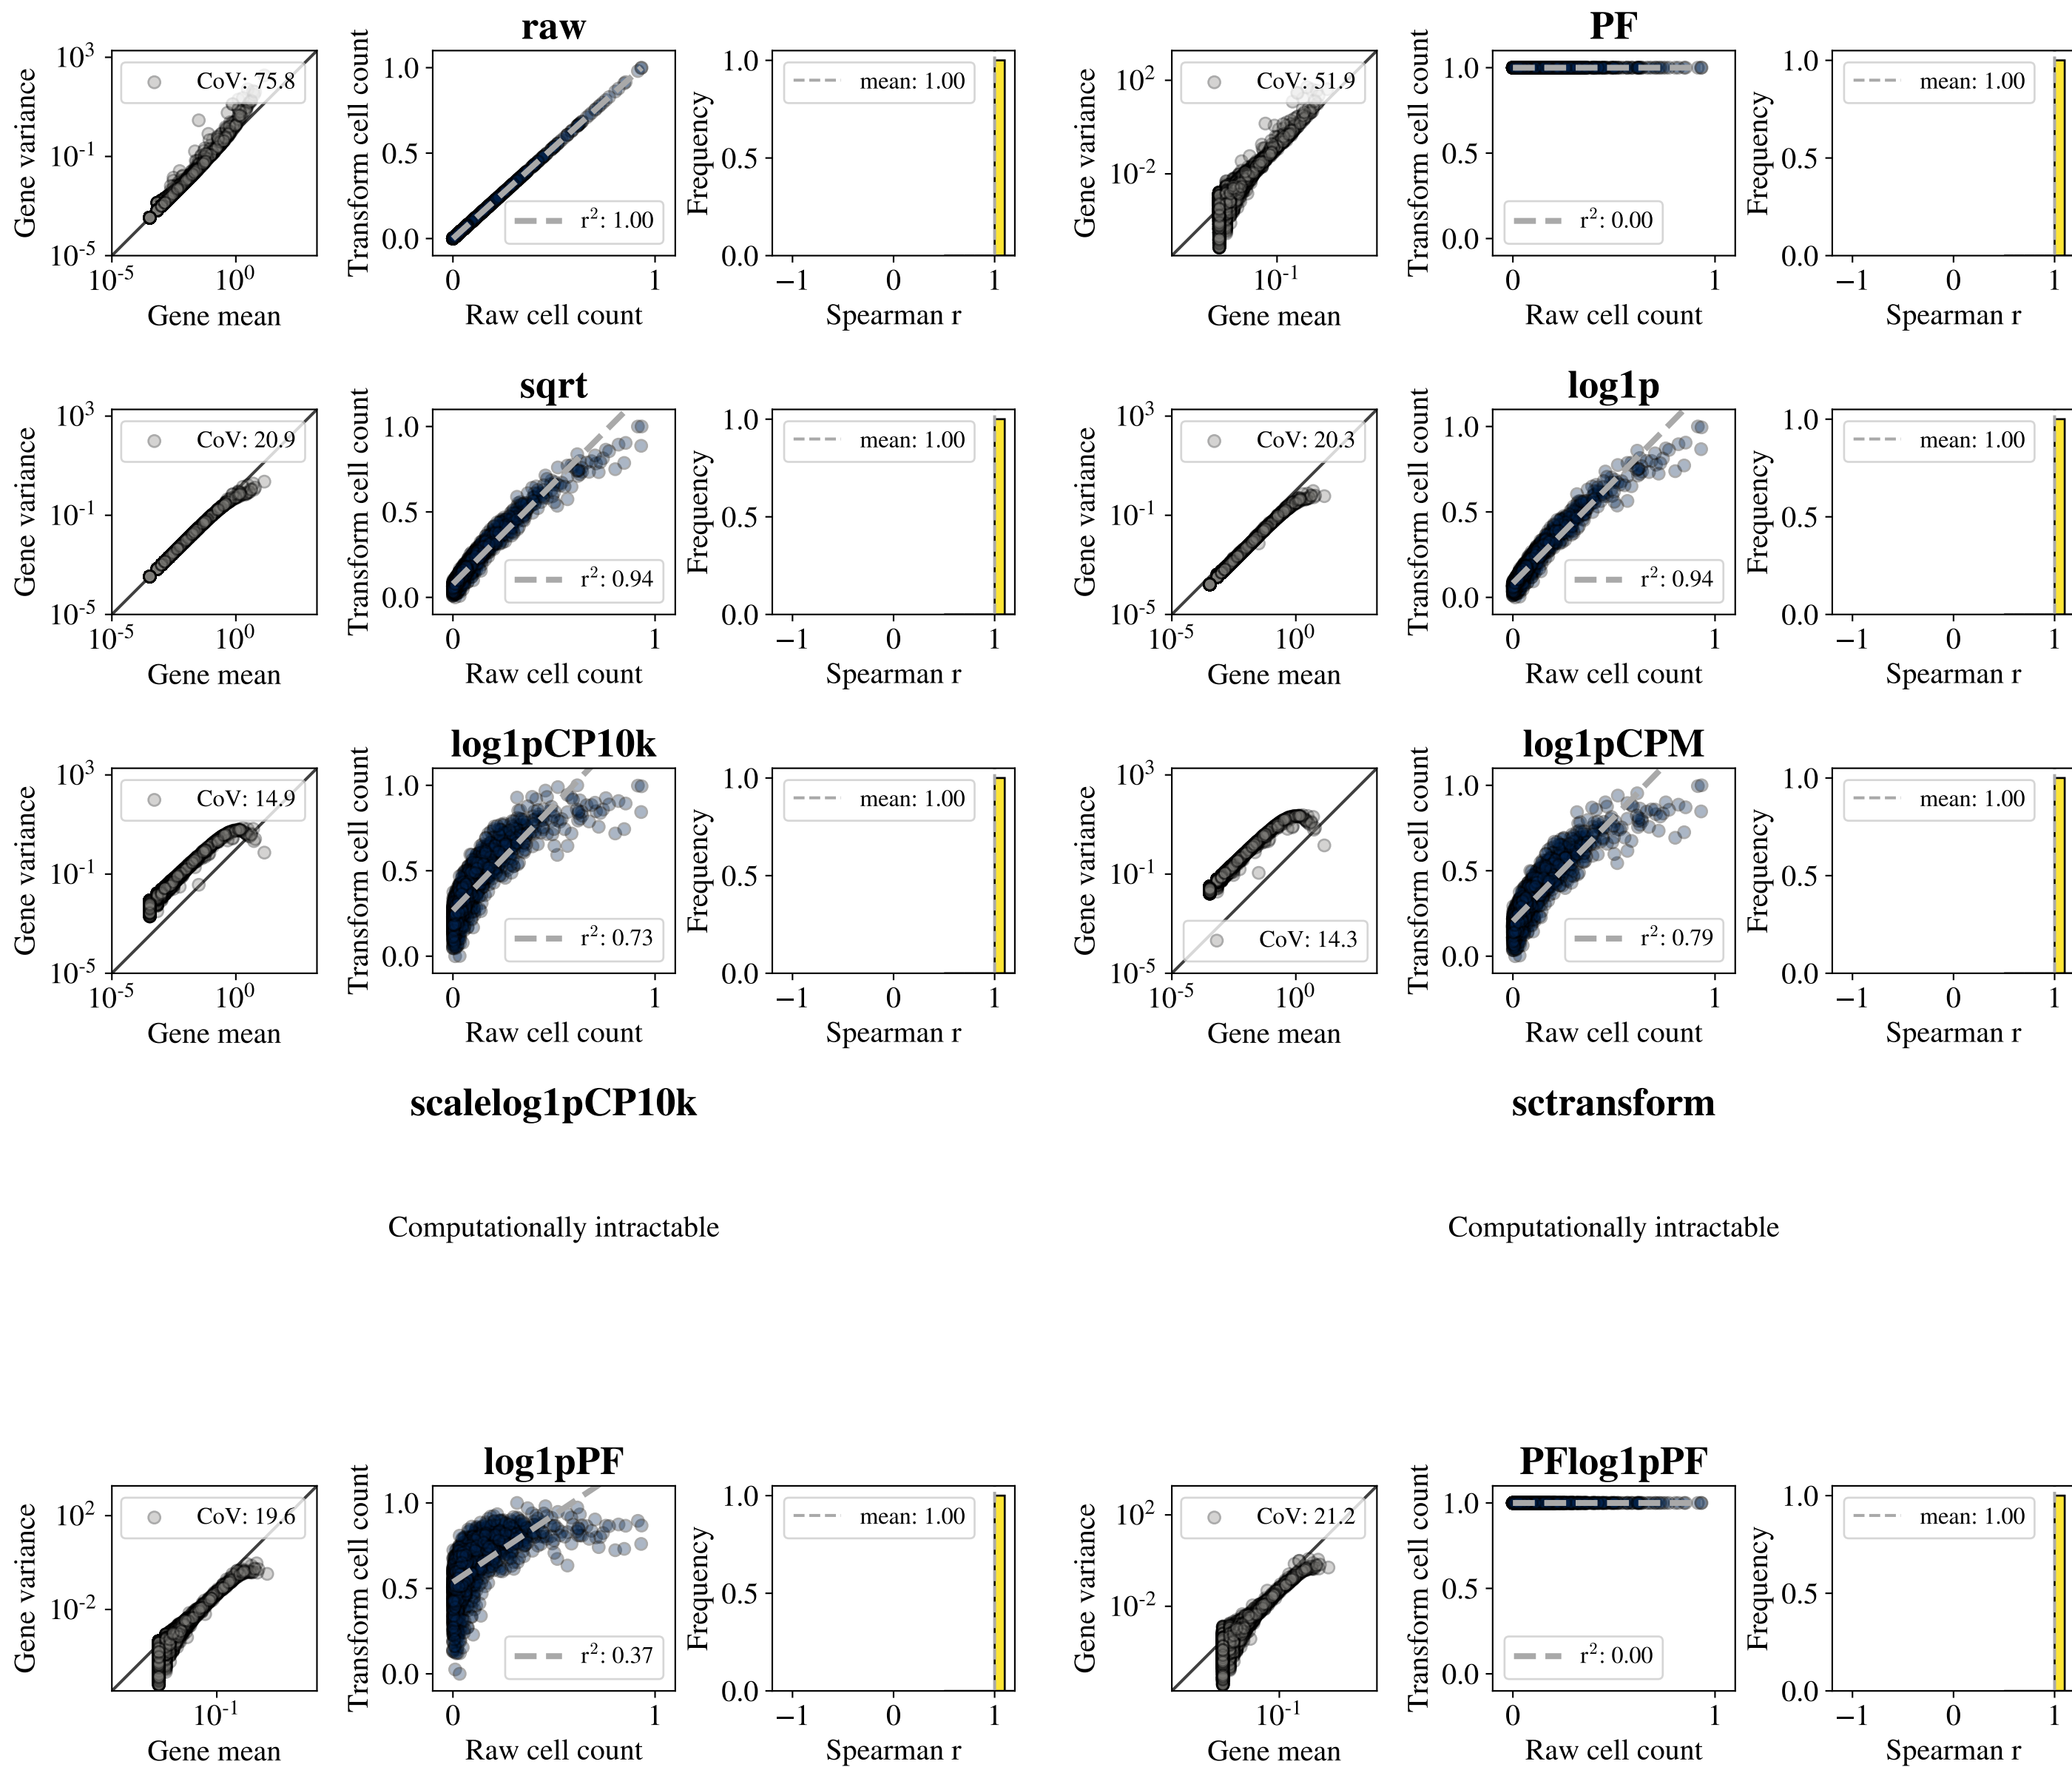 raw
Gene variance
10^3
10^-1
10^-5
CoV: 75.8
10^-5
10^0
Gene mean
Transform cell count
1.0
0.5
0.0
r^2: 1.00
0
1
Raw cell count
Frequency
1.0
0.5
0.0
mean: 1.00
−1
0
1
Spearman r
PF
Gene variance
10^2
10^-2
CoV: 51.9
10^-1
Gene mean
Transform cell count
1.0
0.5
0.0
r^2: 0.00
0
1
Raw cell count
Frequency
1.0
0.5
0.0
mean: 1.00
−1
0
1
Spearman r
sqrt
Gene variance
10^3
10^-1
10^-5
CoV: 20.9
10^-5
10^0
Gene mean
Transform cell count
1.0
0.5
0.0
r^2: 0.94
0
1
Raw cell count
Frequency
1.0
0.5
0.0
mean: 1.00
−1
0
1
Spearman r
log1p
Gene variance
10^3
10^-1
10^-5
CoV: 20.3
10^-5
10^0
Gene mean
Transform cell count
1.0
0.5
0.0
r^2: 0.94
0
1
Raw cell count
Frequency
1.0
0.5
0.0
mean: 1.00
−1
0
1
Spearman r
log1pCP10k
Gene variance
10^3
10^-1
10^-5
CoV: 14.9
10^-5
10^0
Gene mean
Transform cell count
1.0
0.5
0.0
r^2: 0.73
0
1
Raw cell count
Frequency
1.0
0.5
0.0
mean: 1.00
−1
0
1
Spearman r
log1pCPM
Gene variance
10^3
10^-1
10^-5
CoV: 14.3
10^-5
10^0
Gene mean
Transform cell count
1.0
0.5
0.0
r^2: 0.79
0
1
Raw cell count
Frequency
1.0
0.5
0.0
mean: 1.00
−1
0
1
Spearman r
scalelog1pCP10k
Computationally intractable
sctransform
Computationally intractable
log1pPF
Gene variance
10^2
10^-2
CoV: 19.6
10^-1
Gene mean
Transform cell count
1.0
0.5
0.0
r^2: 0.37
0
1
Raw cell count
Frequency
1.0
0.5
0.0
mean: 1.00
−1
0
1
Spearman r
PFlog1pPF
Gene variance
10^2
10^-2
CoV: 21.2
10^-1
Gene mean
Transform cell count
1.0
0.5
0.0
r^2: 0.00
0
1
Raw cell count
Frequency
1.0
0.5
0.0
mean: 1.00
−1
0
1
Spearman r